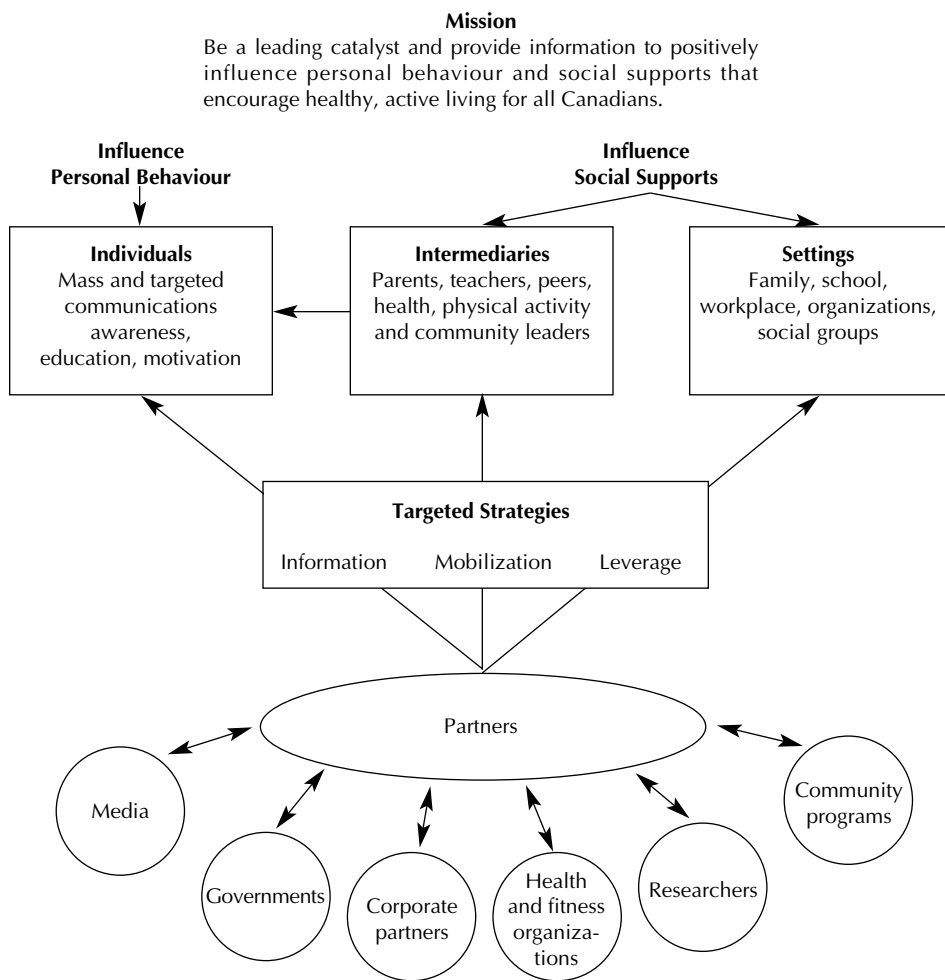 Mission
Be a leading catalyst and provide information to positively
influence personal behaviour and social supports that
encourage healthy, active living for all Canadians.
Influence
Personal Behaviour
Influence
Social Supports
Individuals
Mass and targeted
communications
awareness,
education, motivation
Intermediaries
Parents, teachers, peers,
health, physical activity
and community leaders
Settings
Family, school,
workplace, organizations,
social groups
Targeted Strategies
Information Mobilization Leverage
Partners
Media
Governments
Corporate
partners
Health
and fitness
organiza-
tions
Researchers
Community
programs